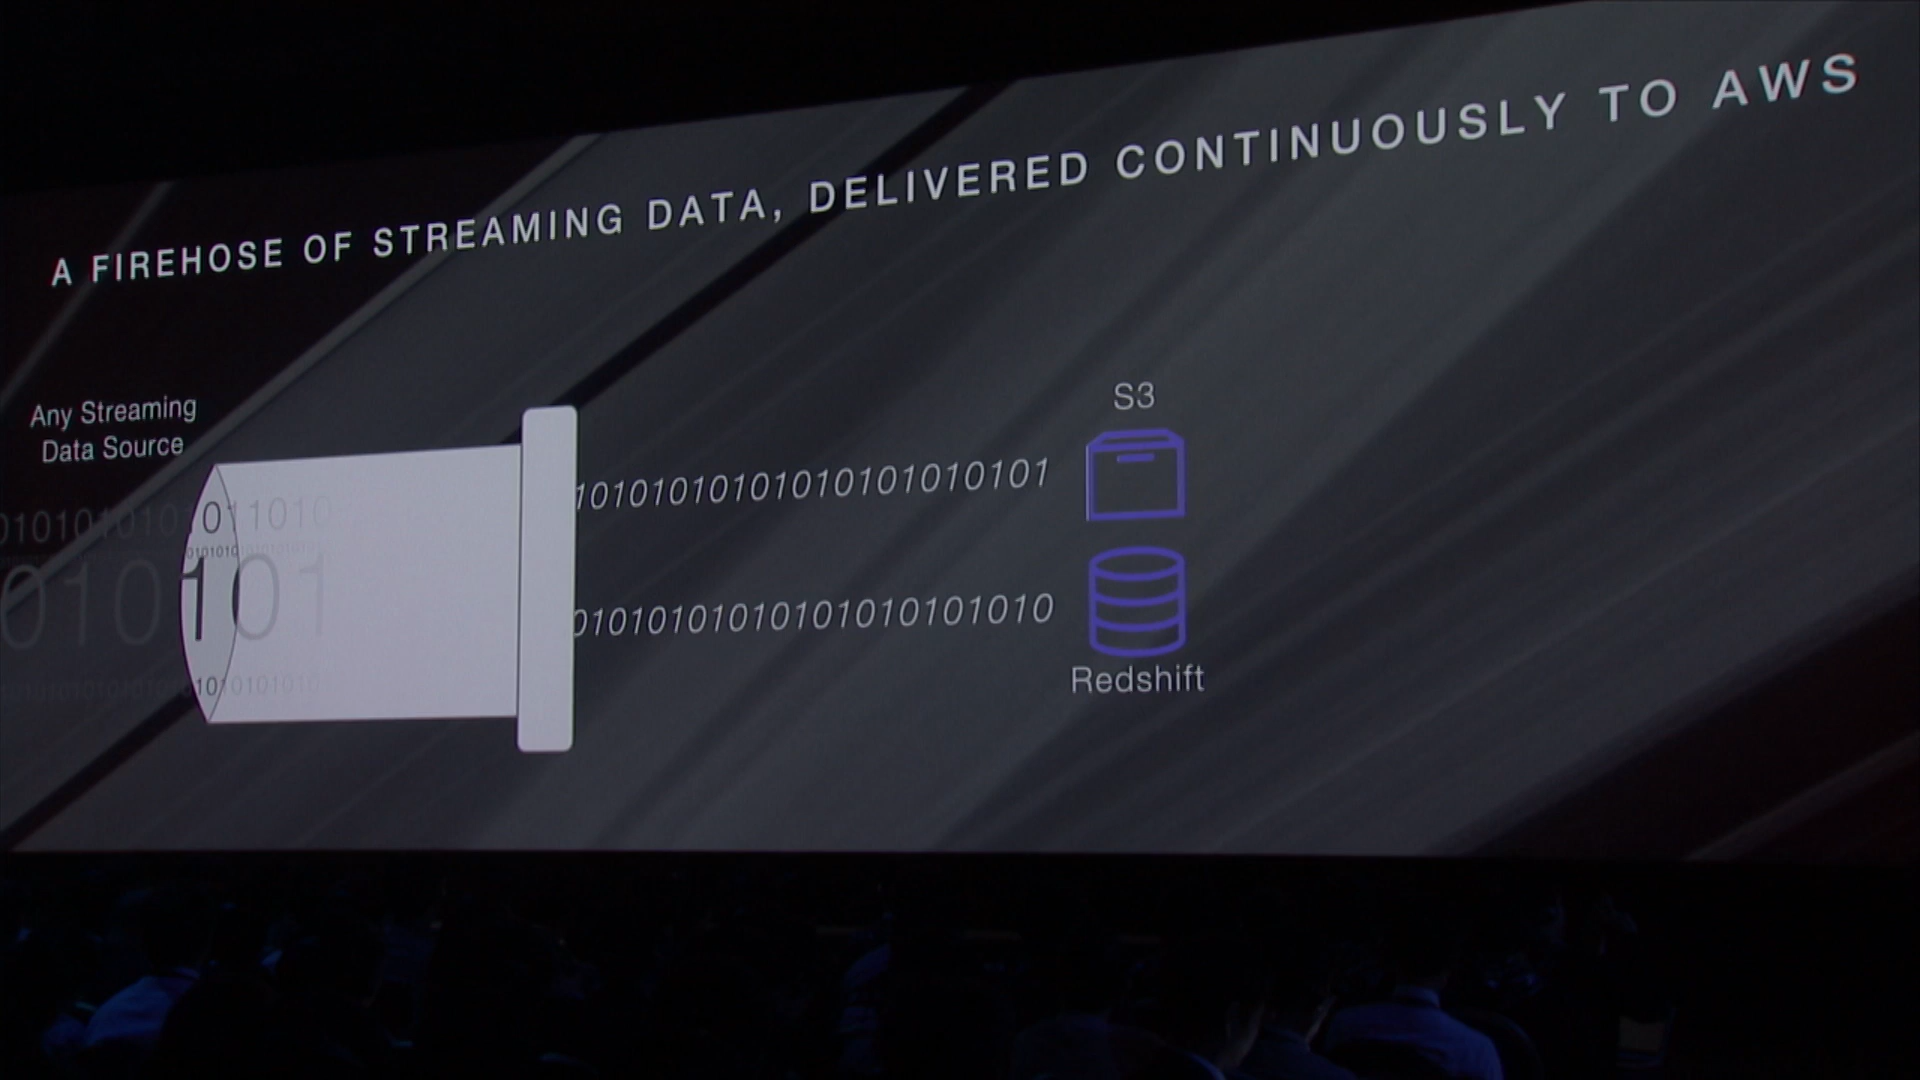 A FIREHOSE OF STREAMING DATA, DELIVERED CONTINUOUSLY TO AWS
Any Streaming
Data Source
S3
1010101010101010101010101
0101010101010101010101010
Redshift